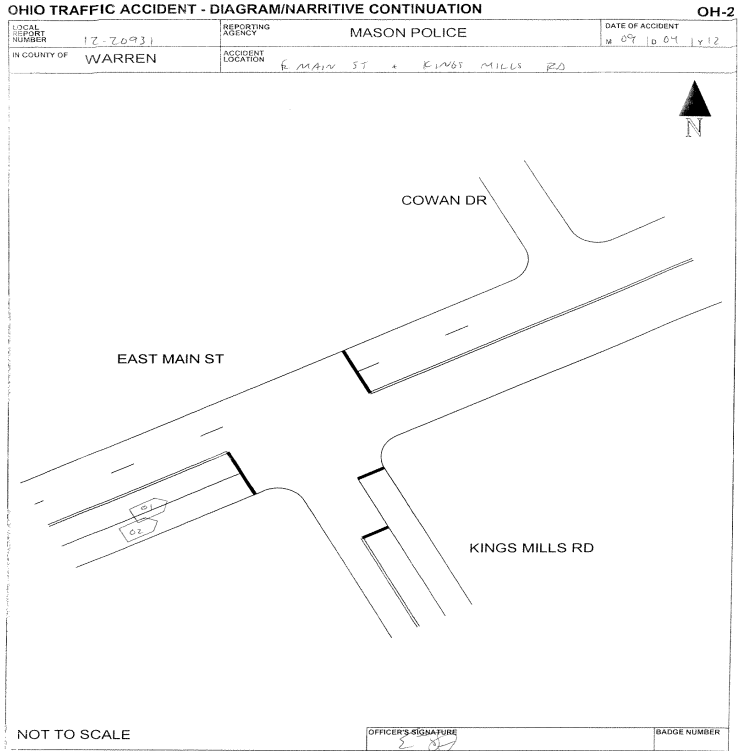 OHIO TRAFFIC ACCIDENT - DIAGRAM/NARRITIVE CONTINUATION
OH-2
LOCAL REPORT NUMBER 12-20931
REPORTING AGENCY MASON POLICE
DATE OF ACCIDENT
M 09 D 04 Y 12
IN COUNTY OF WARREN
ACCIDENT LOCATION E MAIN ST + KINGS MILLS RD
N
COWAN DR
EAST MAIN ST
01
02
KINGS MILLS RD
NOT TO SCALE
OFFICER'S SIGNATURE
BADGE NUMBER